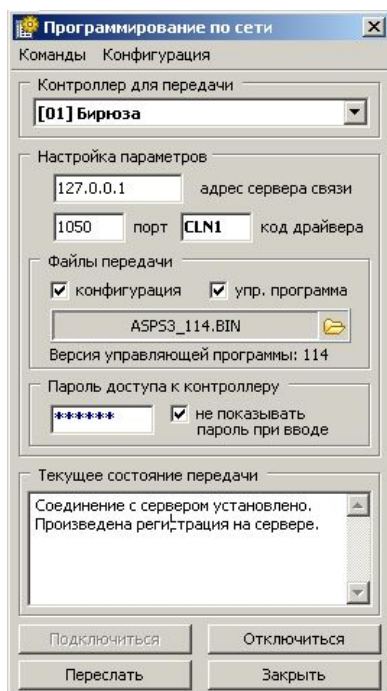 Программирование по сети
Команды Конфигурация
Контроллер для передачи
[01] Бирюза
Настройка параметров
127.0.0.1 адрес сервера связи
1050 порт CLN1 код драйвера
Файлы передачи
конфигурация упр. программа
ASPS3_114.BIN
Версия управляющей программы: 114
Пароль доступа к контроллеру
****** не показывать
пароль при вводе
Текущее состояние передачи
Соединение с сервером установлено.
Произведена регистрация на сервере.
Подключиться Отключиться
Переслать Закрыть